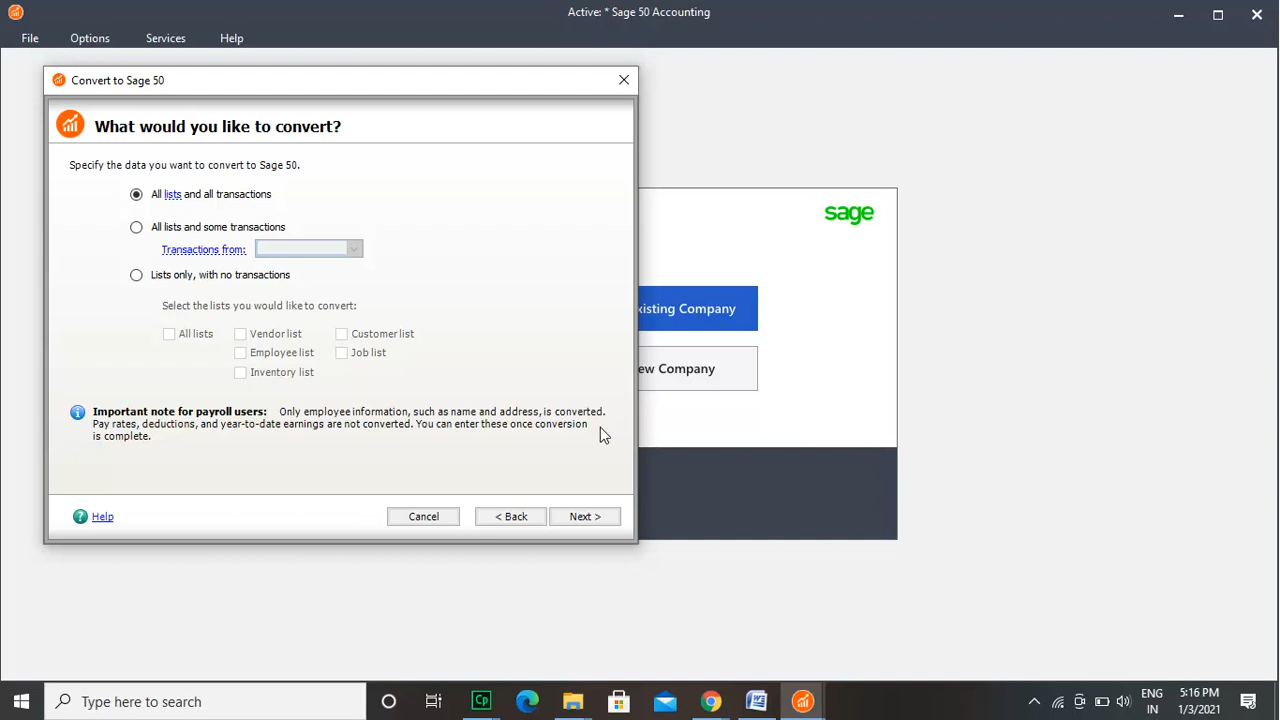 Active: * Sage 50 Accounting
File Options Services Help
Convert to Sage 50
What would you like to convert?
Specify the data you want to convert to Sage 50.
All lists and all transactions
All lists and some transactions
Transactions from:
Lists only, with no transactions
Select the lists you would like to convert:
All lists Vendor list Customer list
Employee list Job list
Inventory list
Important note for payroll users: Only employee information, such as name and address, is converted.
Pay rates, deductions, and year-to-date earnings are not converted. You can enter these once conversion
is complete.
? Help
Cancel < Back Next >
sage
xisting Company
ew Company
Type here to search
Cp
ENG
IN
5:16 PM
1/3/2021